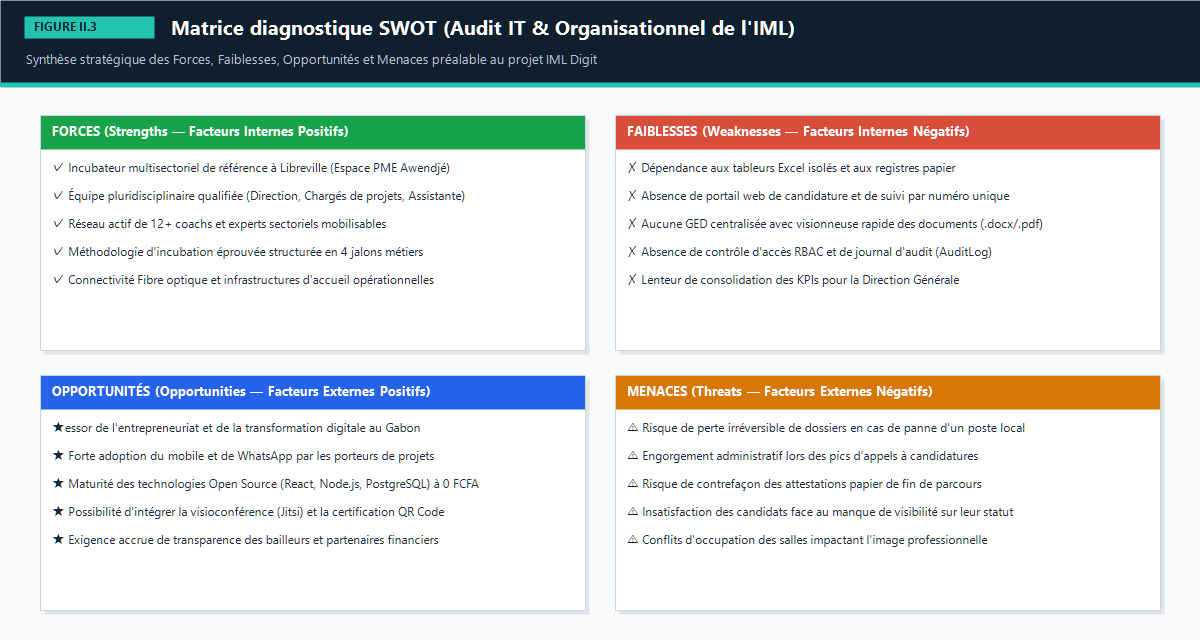 FIGURE II.3
Matrice diagnostique SWOT (Audit IT & Organisationnel de l'IML)
Synthèse stratégique des Forces, Faiblesses, Opportunités et Menaces préalable au projet IML Digit
FORCES (Strengths — Facteurs Internes Positifs)
✓ Incubateur multisectoriel de référence à Libreville (Espace PME Awendjé)
✓ Équipe pluridisciplinaire qualifiée (Direction, Chargés de projets, Assistante)
✓ Réseau actif de 12+ coachs et experts sectoriels mobilisables
✓ Méthodologie d'incubation éprouvée structurée en 4 jalons métiers
✓ Connectivité Fibre optique et infrastructures d'accueil opérationnelles
FAIBLESSES (Weaknesses — Facteurs Internes Négatifs)
✗ Dépendance aux tableurs Excel isolés et aux registres papier
✗ Absence de portail web de candidature et de suivi par numéro unique
✗ Aucune GED centralisée avec visionneuse rapide des documents (.docx/.pdf)
✗ Absence de contrôle d'accès RBAC et de journal d'audit (AuditLog)
✗ Lenteur de consolidation des KPIs pour la Direction Générale
OPPORTUNITÉS (Opportunities — Facteurs Externes Positifs)
★essor de l'entrepreneuriat et de la transformation digitale au Gabon
★ Forte adoption du mobile et de WhatsApp par les porteurs de projets
★ Maturité des technologies Open Source (React, Node.js, PostgreSQL) à 0 FCFA
★ Possibilité d'intégrer la visioconférence (Jitsi) et la certification QR Code
★ Exigence accrue de transparence des bailleurs et partenaires financiers
MENACES (Threats — Facteurs Externes Négatifs)
⚠ Risque de perte irréversible de dossiers en cas de panne d'un poste local
⚠ Engorgement administratif lors des pics d'appels à candidatures
⚠ Risque de contrefaçon des attestations papier de fin de parcours
⚠ Insatisfaction des candidats face au manque de visibilité sur leur statut
⚠ Conflits d'occupation des salles impactant l'image professionnelle